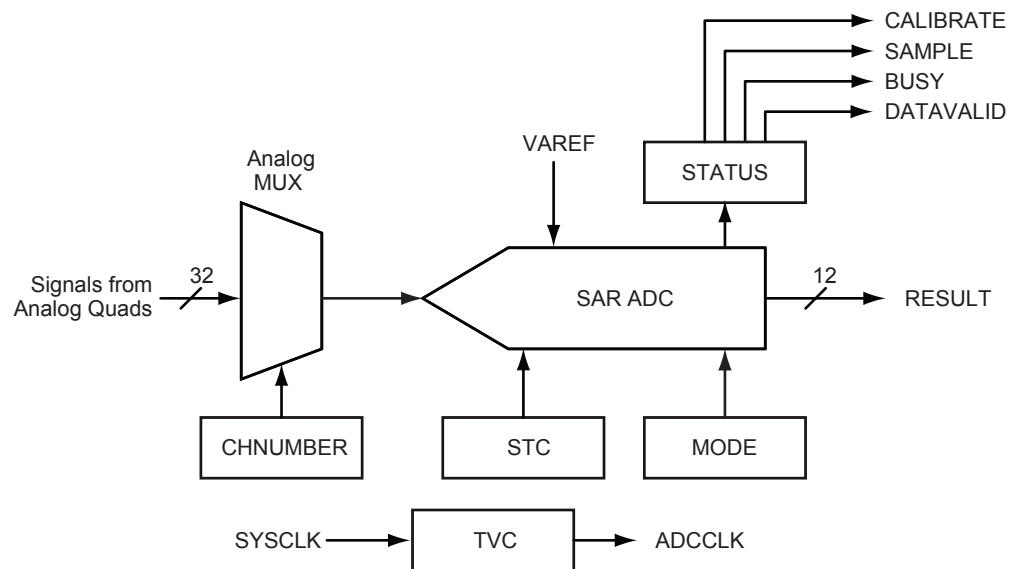 CALIBRATE
SAMPLE
BUSY
DATAVALID
STATUS
VAREF
Analog
MUX
Signals from
Analog Quads
32
SAR ADC
12
RESULT
CHNUMBER
STC
MODE
SYSCLK
TVC
ADCCLK